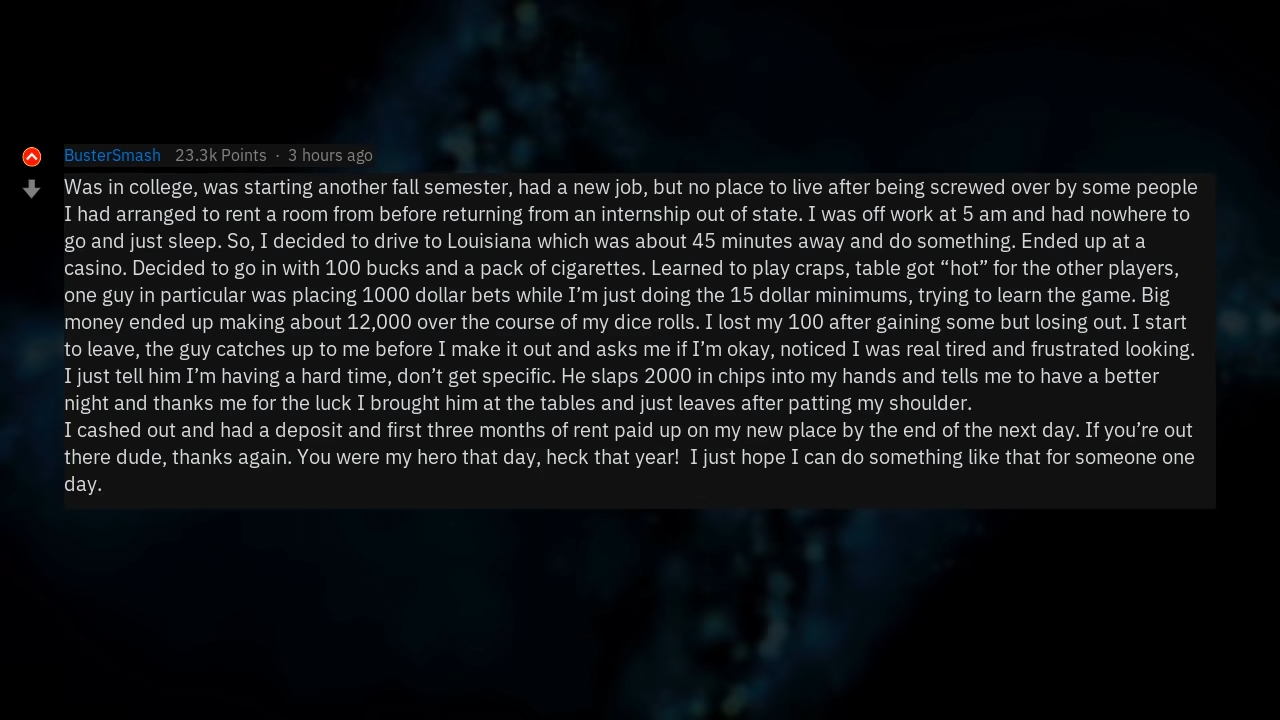 BusterSmash 23.3k Points · 3 hours ago
Was in college, was starting another fall semester, had a new job, but no place to live after being screwed over by some people
I had arranged to rent a room from before returning from an internship out of state. I was off work at 5 am and had nowhere to
go and just sleep. So, I decided to drive to Louisiana which was about 45 minutes away and do something. Ended up at a
casino. Decided to go in with 100 bucks and a pack of cigarettes. Learned to play craps, table got “hot” for the other players,
one guy in particular was placing 1000 dollar bets while I’m just doing the 15 dollar minimums, trying to learn the game. Big
money ended up making about 12,000 over the course of my dice rolls. I lost my 100 after gaining some but losing out. I start
to leave, the guy catches up to me before I make it out and asks me if I’m okay, noticed I was real tired and frustrated looking.
I just tell him I’m having a hard time, don’t get specific. He slaps 2000 in chips into my hands and tells me to have a better
night and thanks me for the luck I brought him at the tables and just leaves after patting my shoulder.
I cashed out and had a deposit and first three months of rent paid up on my new place by the end of the next day. If you’re out
there dude, thanks again. You were my hero that day, heck that year!  I just hope I can do something like that for someone one
day.